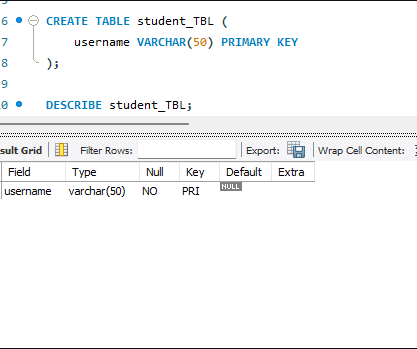 6 CREATE TABLE student_TBL (
7 username VARCHAR(50) PRIMARY KEY
8 );
0 DESCRIBE student_TBL;
sult Grid Filter Rows: Export: Wrap Cell Content:
Field Type Null Key Default Extra
username varchar(50) NO PRI NULL